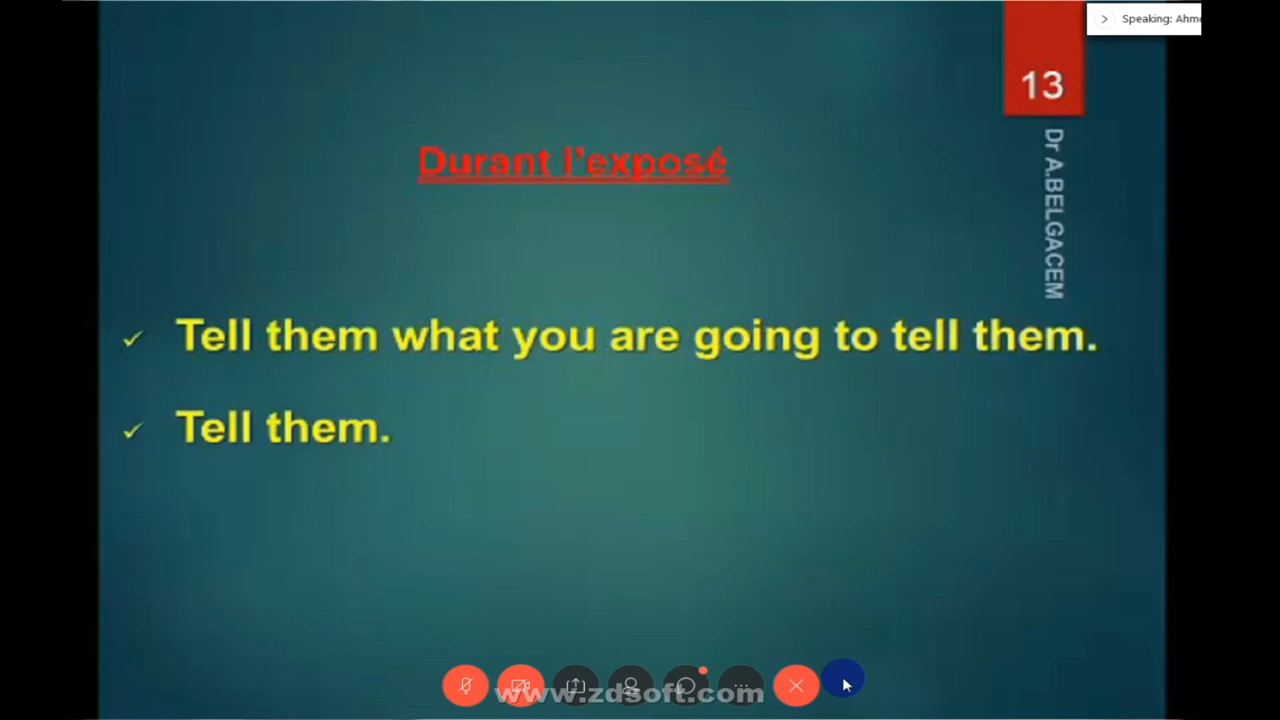 Speaking: Ahm
13
Dr A.BELGACEM
Durant l'exposé
✓ Tell them what you are going to tell them.
✓ Tell them.
www.zdsoft.com